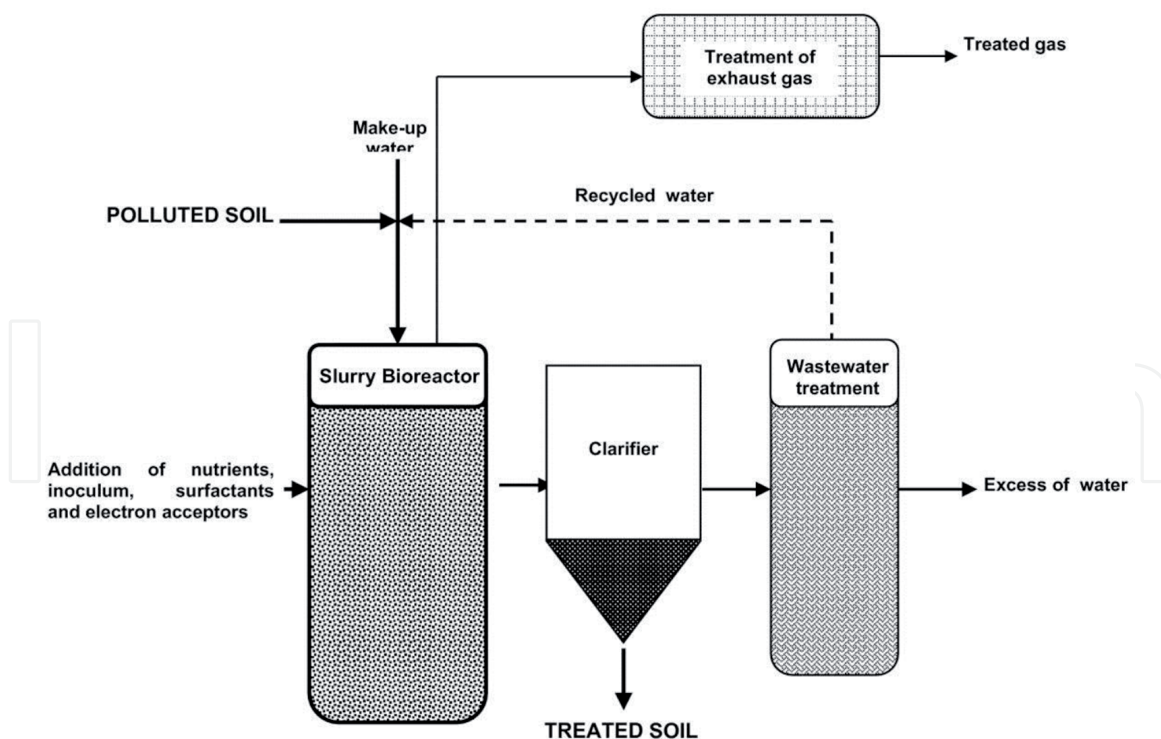 Treatment of
exhaust gas
Treated gas
Make-up
water
POLLUTED SOIL
Recycled water
Slurry Bioreactor
Wastewater
treatment
Clarifier
Addition of nutrients,
inoculum, surfactants
and electron acceptors
Excess of water
TREATED SOIL